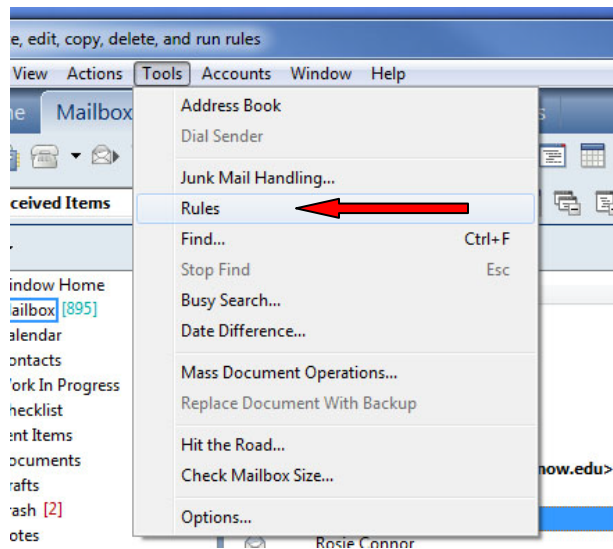 e, edit, copy, delete, and run rules
View Actions Tools Accounts Window Help
Mailbox
Address Book
Dial Sender
Junk Mail Handling...
ceived Items
Rules
Find... Ctrl+F
Stop Find Esc
indow Home
Busy Search...
ailbox [895]
Date Difference...
alendar
ontacts
Mass Document Operations...
ork In Progress
Replace Document With Backup
hecklist
ent Items
Hit the Road...
ocuments
Check Mailbox Size...
now.edu>
rafts
rash [2]
Options...
otes
Rosie Connor